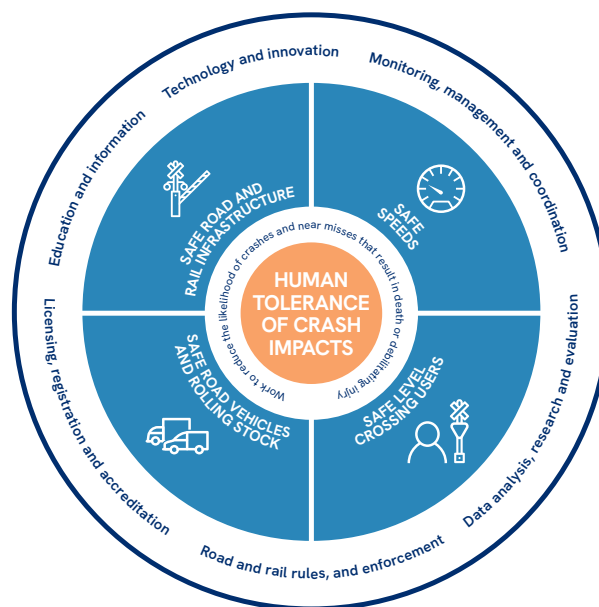 Technology and innovation
Monitoring, management and coordination
Education and information
SAFE ROAD AND
RAIL INFRASTRUCTURE
SAFE
SPEEDS
Work to reduce the likelihood of crashes and near misses that result in death or debilitating injry
HUMAN
TOLERANCE
OF CRASH
IMPACTS
SAFE ROAD VEHICLES
AND ROLLING STOCK
SAFE LEVEL
CROSSING USERS
Licensing, registration and accreditation
Data analysis, research and evaluation
Road and rail rules, and enforcement